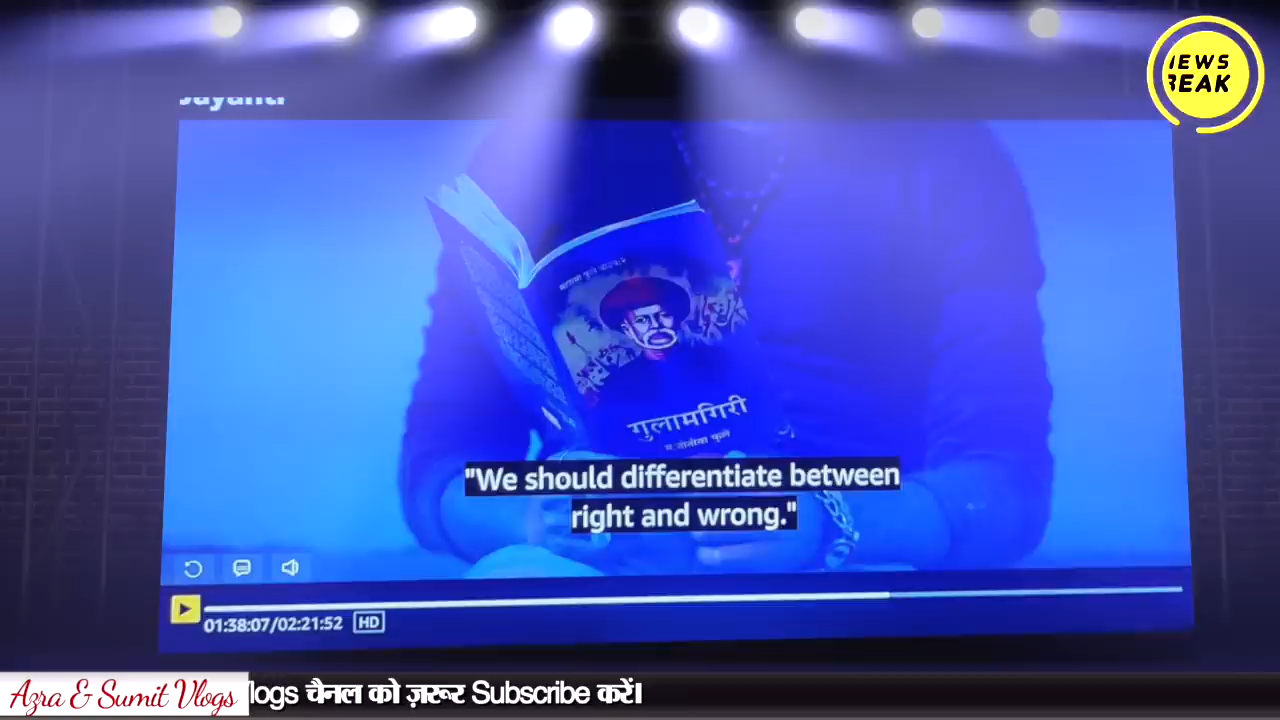 NEWS
BREAK
Jayanti
महात्मा फुले
गुलामगिरी
म. जोतीराव फुले
"We should differentiate between
right and wrong."
01:38:07/02:21:52 HD
Azra & Sumit Vlogs
logs चैनल को ज़रूर Subscribe करें।